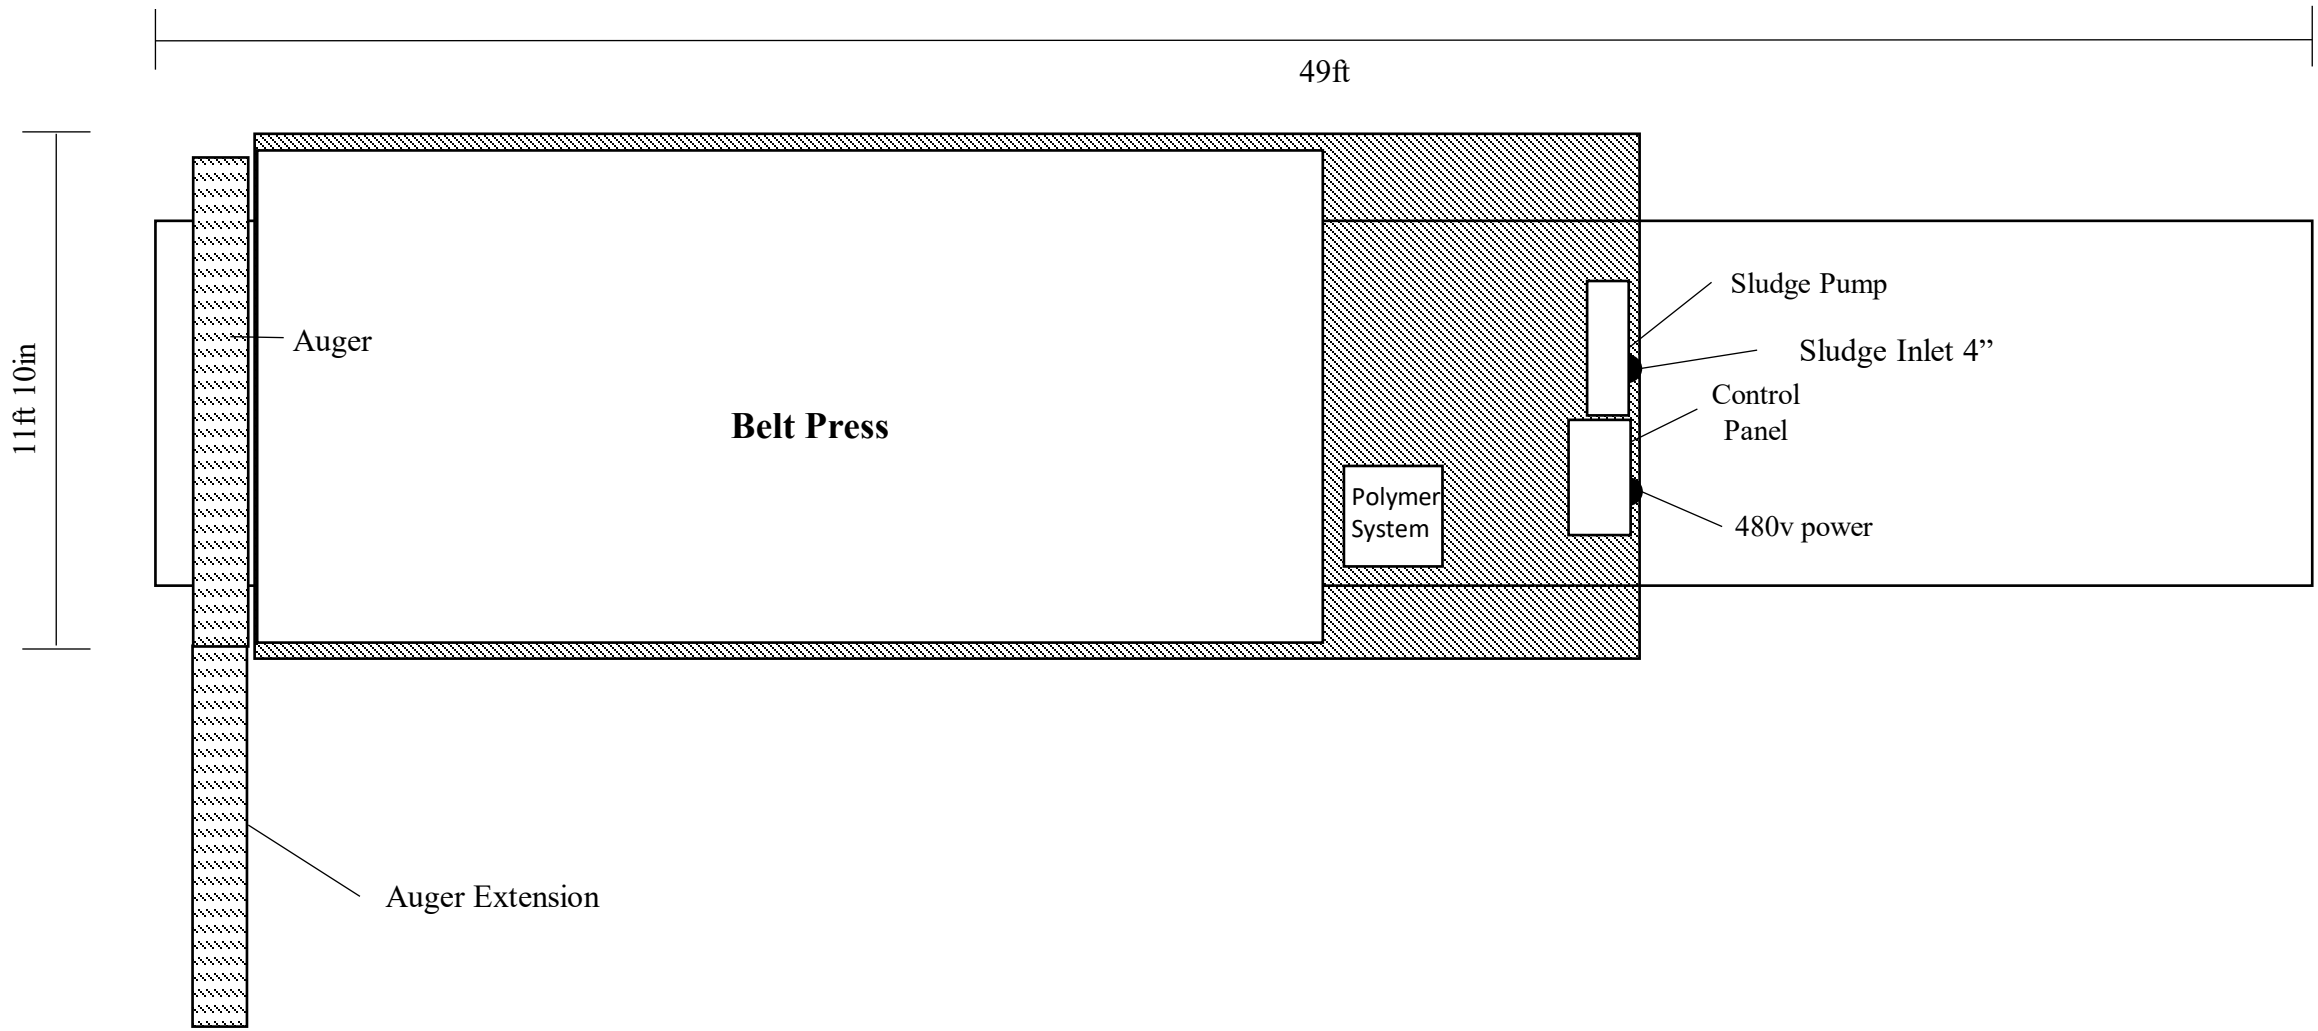 49ft
11ft 10in
Sludge Pump
Auger
Sludge Inlet 4”
Control
Panel
Belt Press
Polymer
System
480v power
Auger Extension